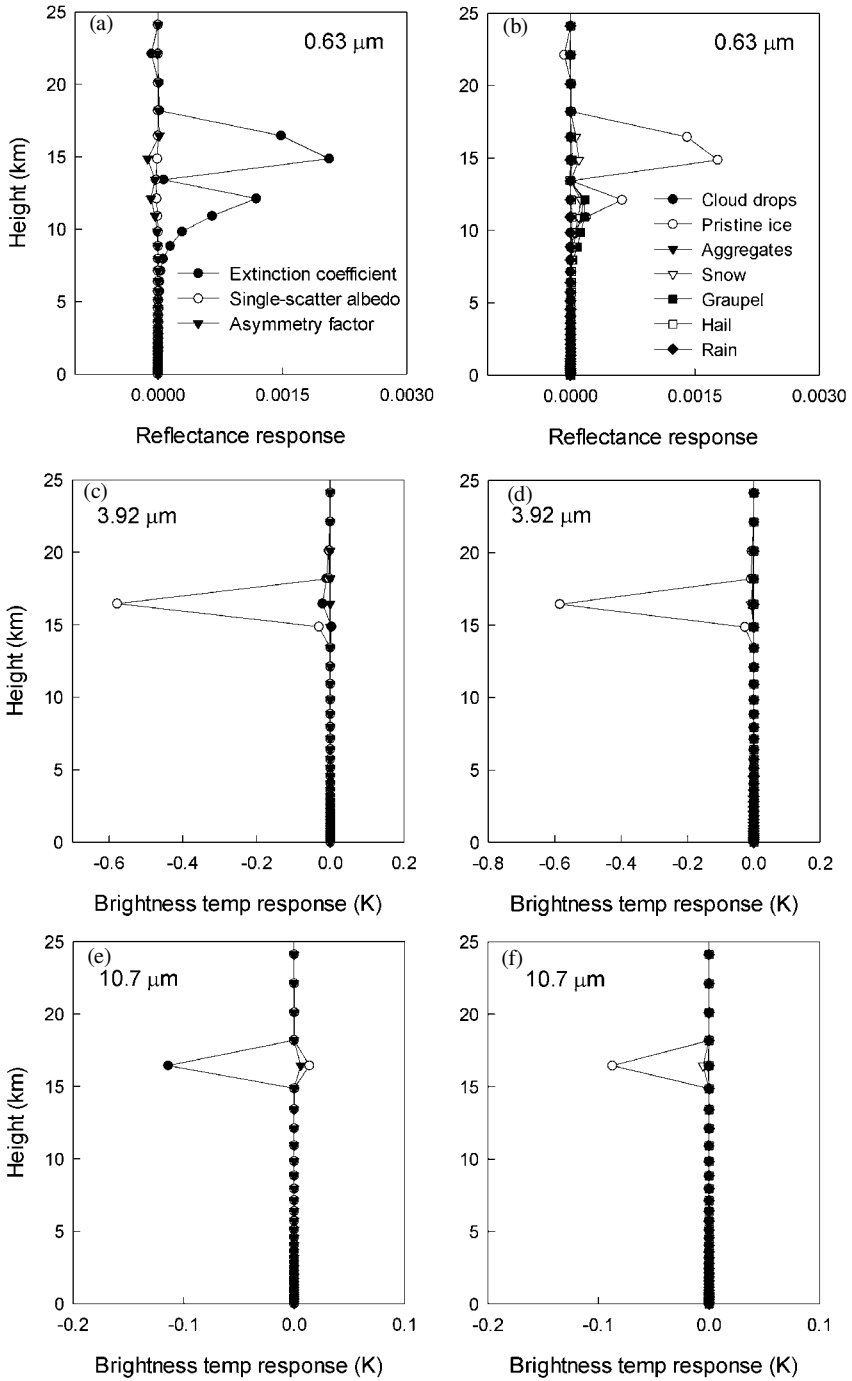 (a)
0.63 μm
25
20
15
10
5
0
Height (km)
Extinction coefficient
Single-scatter albedo
Asymmetry factor
0.0000
0.0015
0.0030
Reflectance response
(b)
0.63 μm
25
20
15
10
5
0
Cloud drops
Pristine ice
Aggregates
Snow
Graupel
Hail
Rain
0.0000
0.0015
0.0030
Reflectance response
(c)
3.92 μm
25
20
15
10
5
0
Height (km)
-0.6
-0.4
-0.2
0.0
0.2
Brightness temp response (K)
(d)
3.92 μm
25
20
15
10
5
0
-0.8
-0.6
-0.4
-0.2
0.0
0.2
Brightness temp response (K)
(e)
10.7 μm
25
20
15
10
5
0
Height (km)
-0.2
-0.1
0.0
0.1
Brightness temp response (K)
(f)
10.7 μm
25
20
15
10
5
0
-0.2
-0.1
0.0
0.1
Brightness temp response (K)